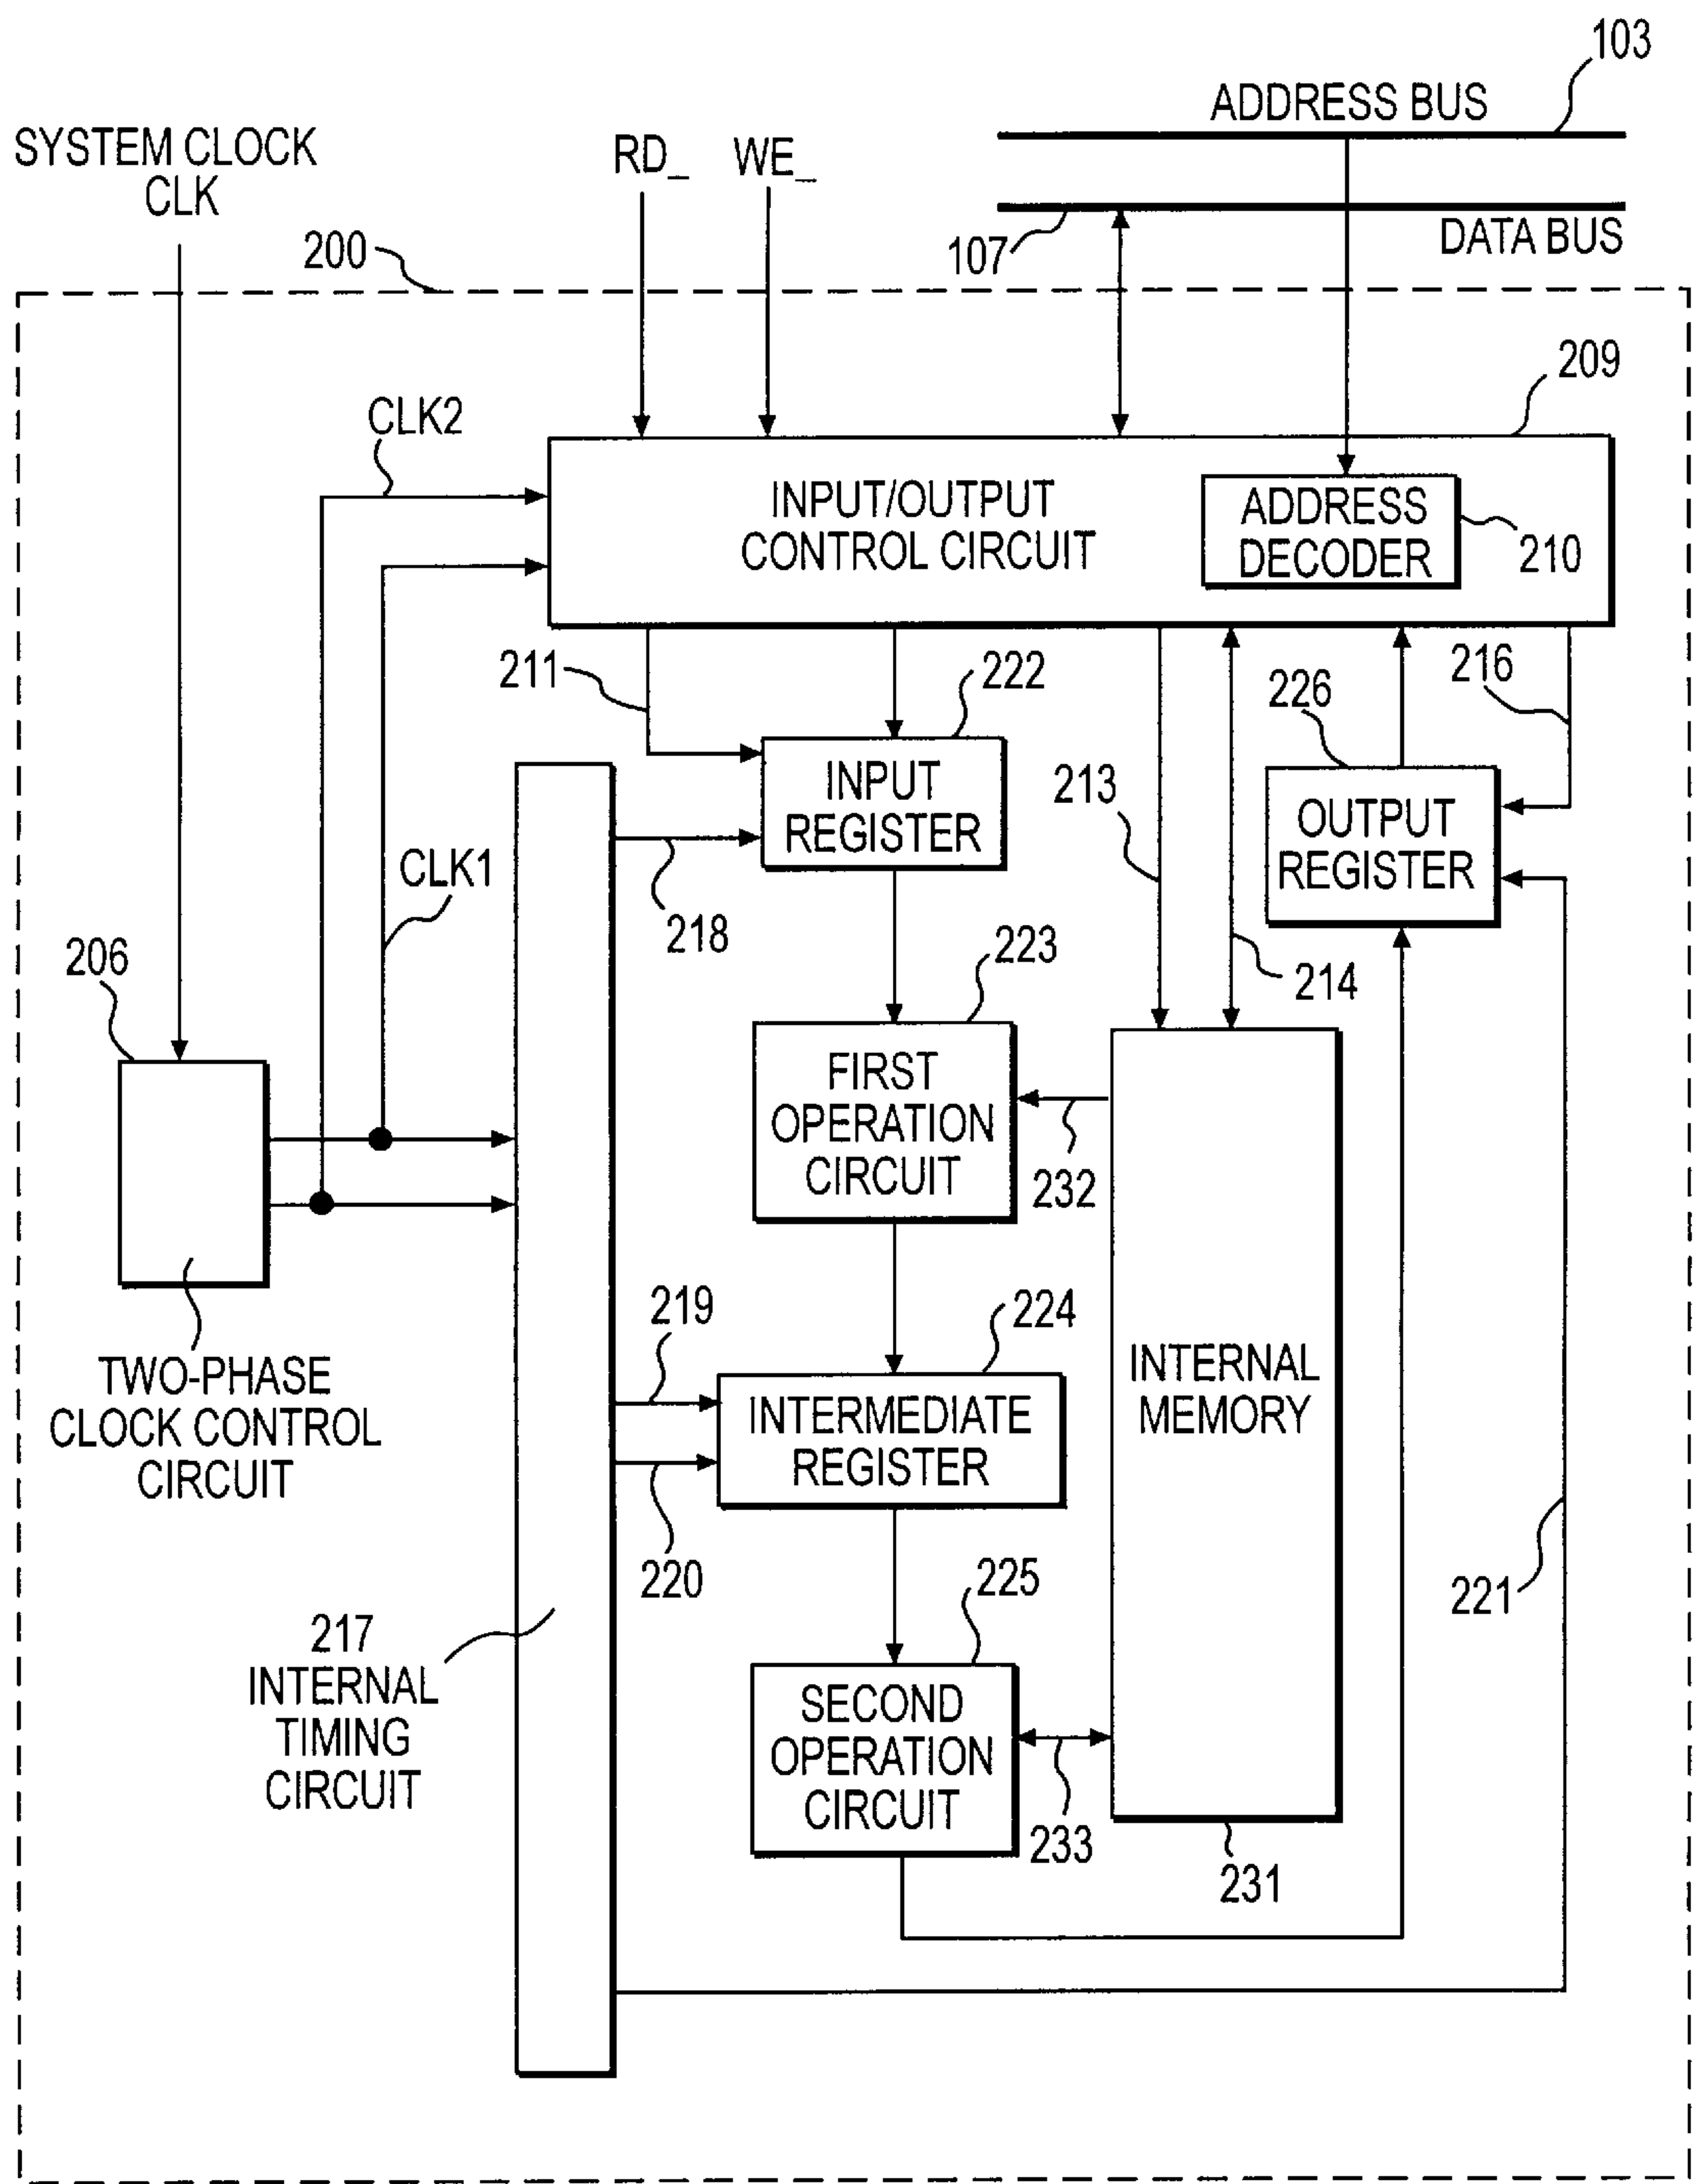 103
ADDRESS BUS
SYSTEM CLOCK
CLK
RD_
WE_
107
DATA BUS
200
209
CLK2
INPUT/OUTPUT
CONTROL CIRCUIT
ADDRESS
DECODER
210
211
222
226
216
INPUT
REGISTER
213
OUTPUT
REGISTER
CLK1
218
206
223
214
FIRST
OPERATION
CIRCUIT
232
219
224
TWO-PHASE
CLOCK CONTROL
CIRCUIT
INTERMEDIATE
REGISTER
INTERNAL
MEMORY
220
225
221
217
INTERNAL
TIMING
CIRCUIT
SECOND
OPERATION
CIRCUIT
233
231